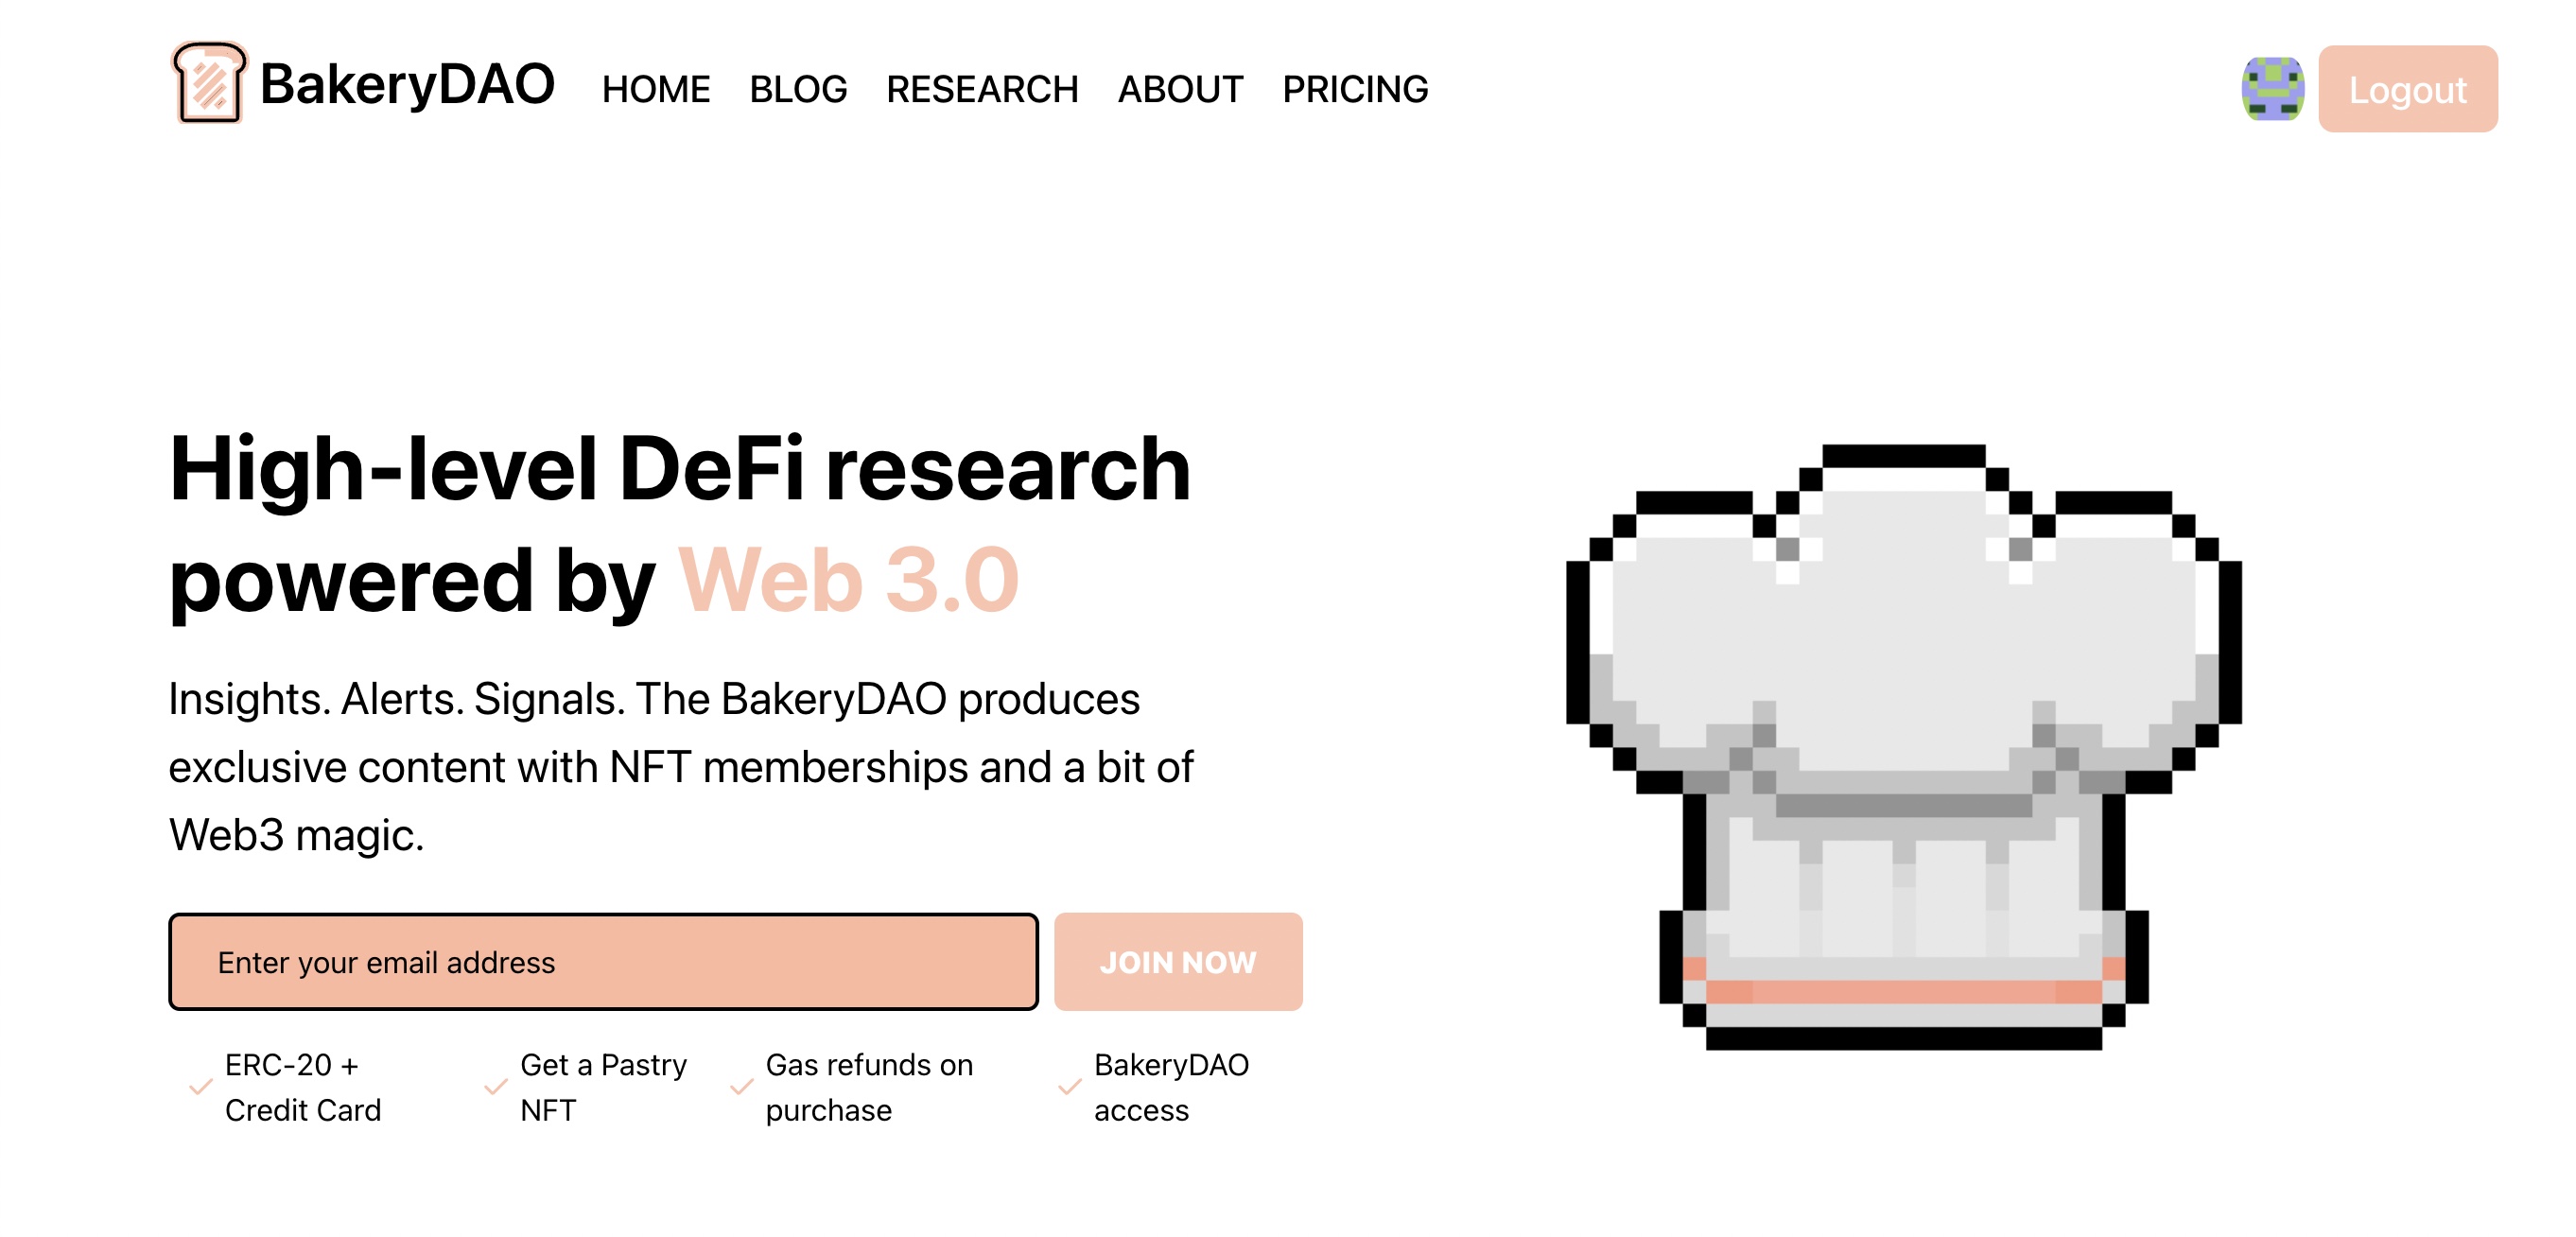 BakeryDAO HOME BLOG RESEARCH ABOUT PRICING Logout
High-level DeFi research
powered by Web 3.0
Insights. Alerts. Signals. The BakeryDAO produces
exclusive content with NFT memberships and a bit of
Web3 magic.
Enter your email address JOIN NOW
ERC-20 +
Credit Card
Get a Pastry
NFT
Gas refunds on
purchase
BakeryDAO
access